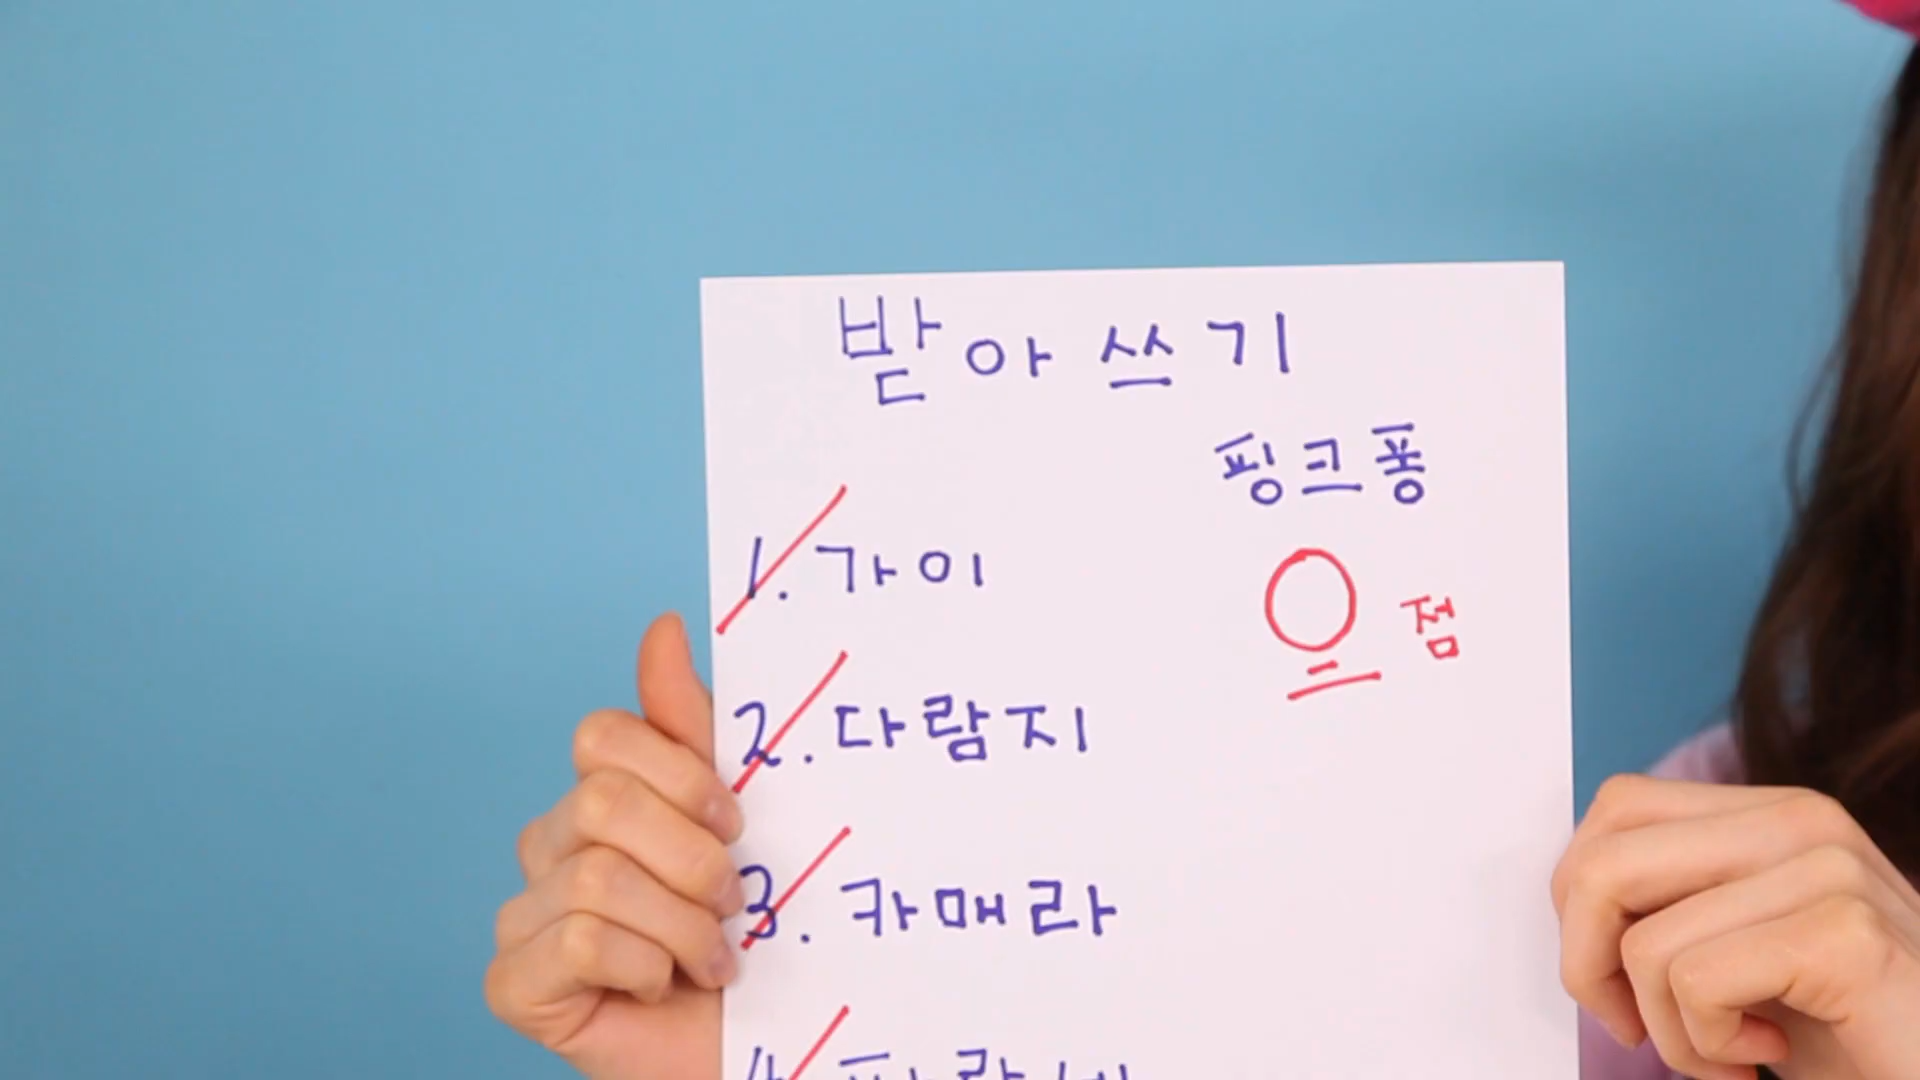 받아쓰기
핑크퐁
1. 가이
0점
2. 다람지
3. 카매라